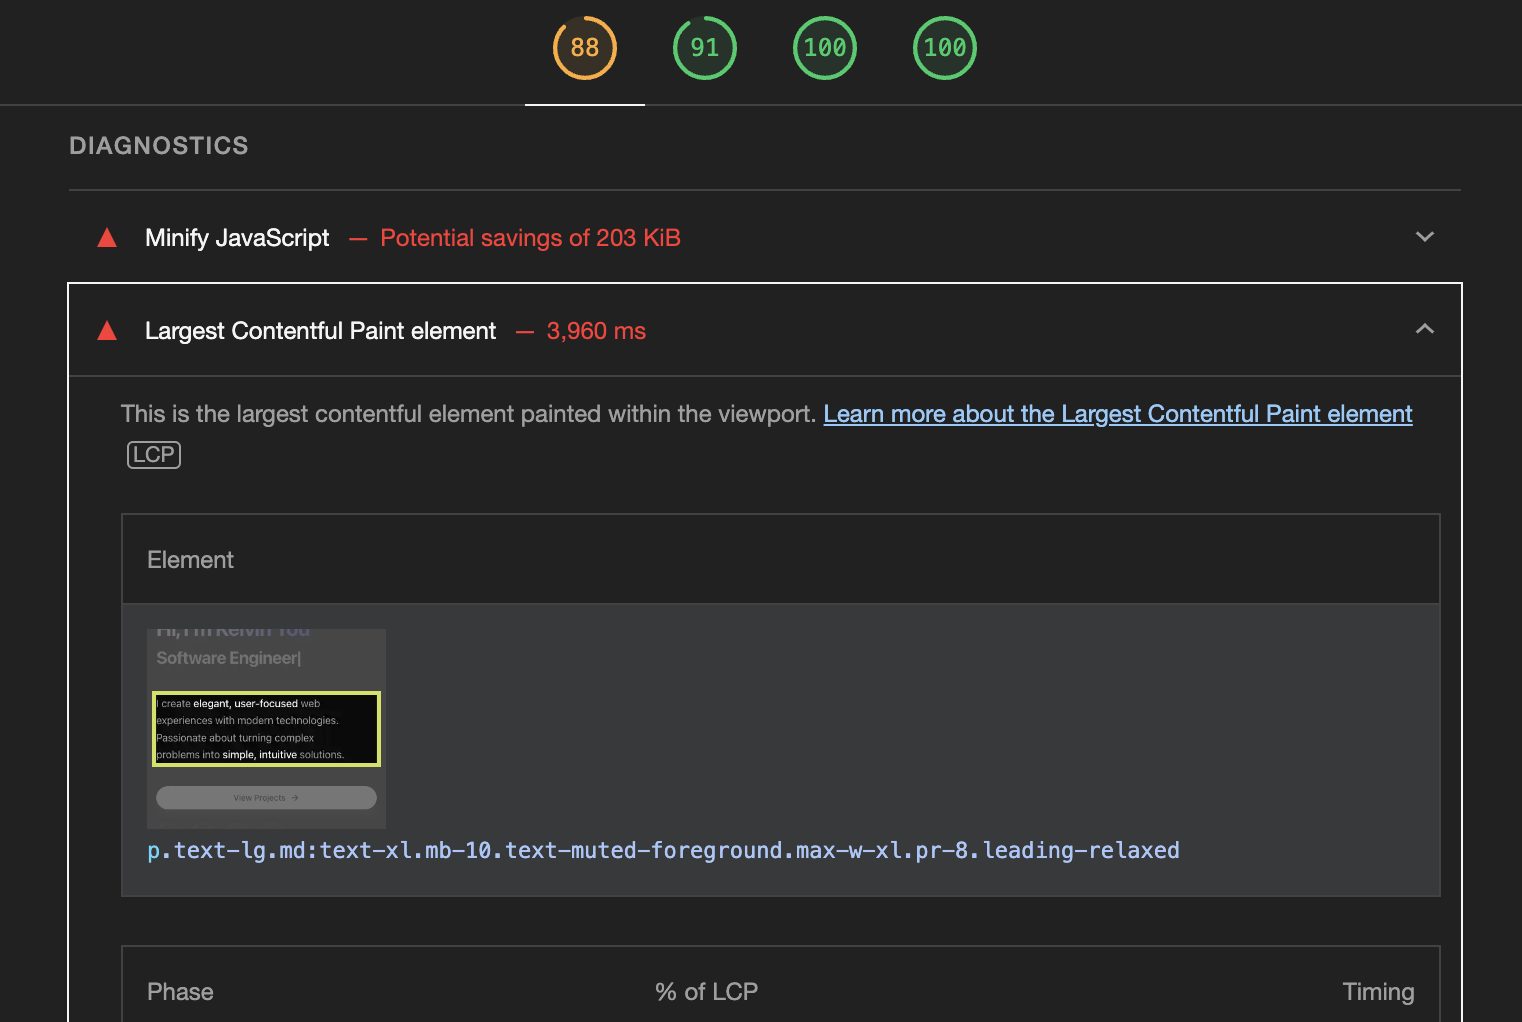 88 91 100 100
DIAGNOSTICS
Minify JavaScript — Potential savings of 203 KiB
Largest Contentful Paint element — 3,960 ms
This is the largest contentful element painted within the viewport. Learn more about the Largest Contentful Paint element
LCP
Element
Hi, I'm Kelvin You
Software Engineer|
I create elegant, user-focused web
experiences with modern technologies.
Passionate about turning complex
problems into simple, intuitive solutions.
View Projects →
p.text-lg.md:text-xl.mb-10.text-muted-foreground.max-w-xl.pr-8.leading-relaxed
Phase % of LCP Timing